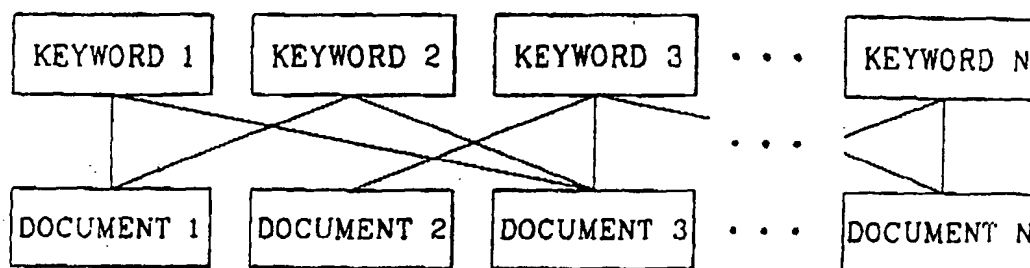 KEYWORD 1 KEYWORD 2 KEYWORD 3 • • • KEYWORD N
• • •
DOCUMENT 1 DOCUMENT 2 DOCUMENT 3 • • • DOCUMENT N